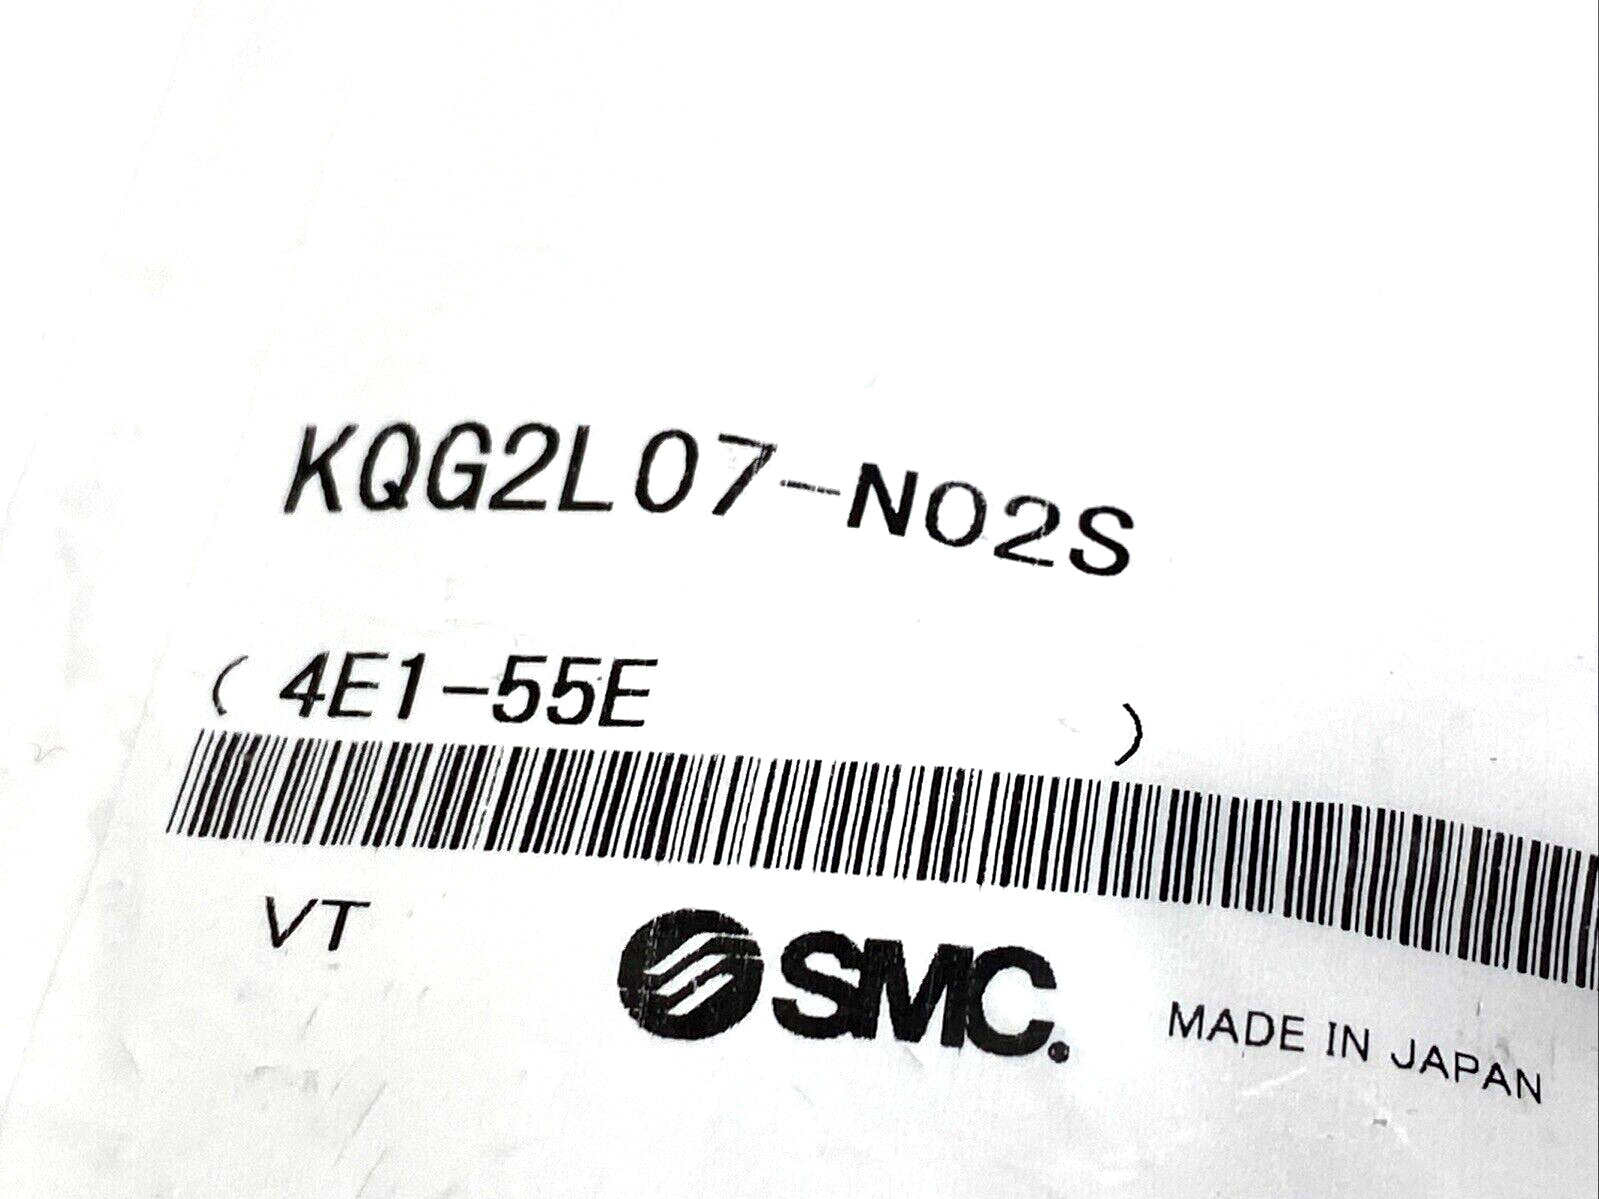 KQG2L07-N02S
( 4E1-55E )
VT
SMC.
MADE IN JAPAN